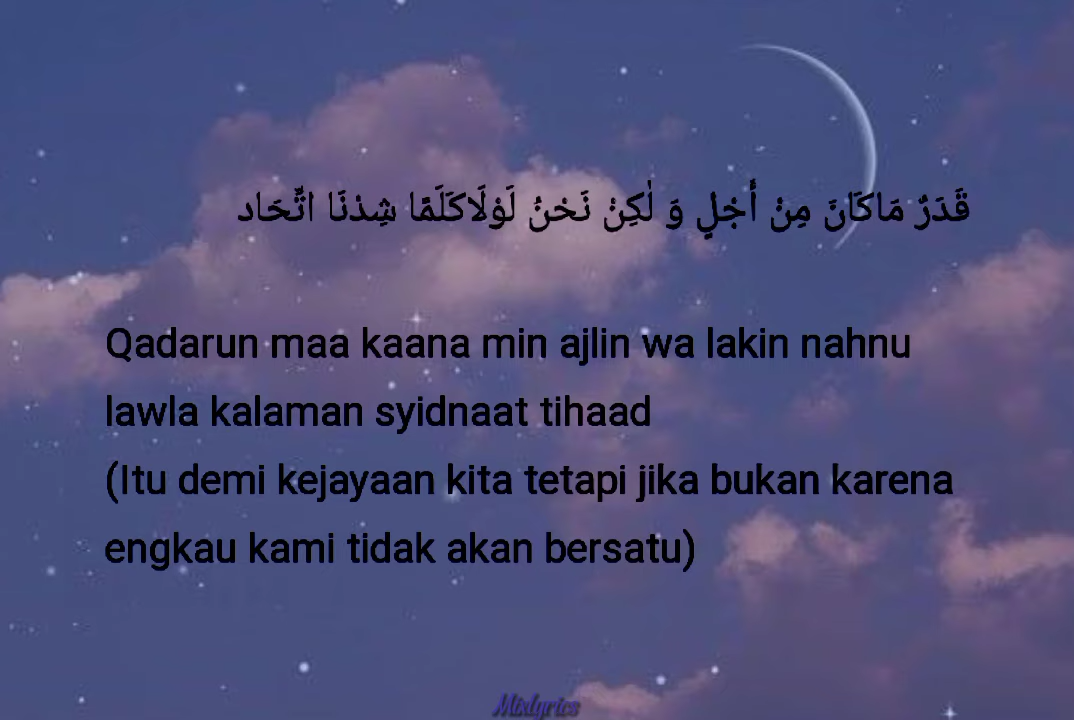 قَدَرٌ مَاكَانَ مِنْ أَجْلٍ وَ لٰكِنْ نَحْنُ لَوْلَاكَلَمَّا شِدْنَا اتِّحَاد
Qadarun maa kaana min ajlin wa lakin nahnu
lawla kalaman syidnaat tihaad
(Itu demi kejayaan kita tetapi jika bukan karena
engkau kami tidak akan bersatu)
Mixlyrics